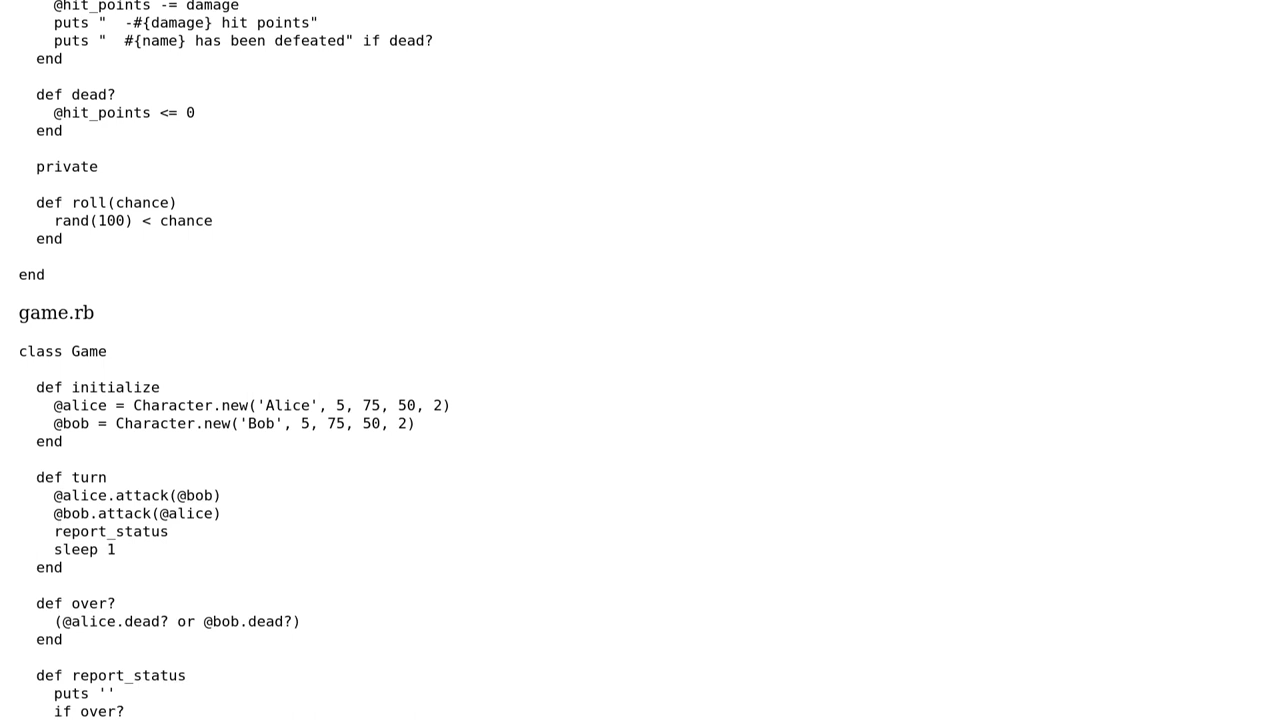 @hit_points -= damage
    puts "  -#{damage} hit points"
    puts "  #{name} has been defeated" if dead?
  end

  def dead?
    @hit_points <= 0
  end

  private

  def roll(chance)
    rand(100) < chance
  end

end

game.rb

class Game

  def initialize
    @alice = Character.new('Alice', 5, 75, 50, 2)
    @bob = Character.new('Bob', 5, 75, 50, 2)
  end

  def turn
    @alice.attack(@bob)
    @bob.attack(@alice)
    report_status
    sleep 1
  end

  def over?
    (@alice.dead? or @bob.dead?)
  end

  def report_status
    puts ''
    if over?